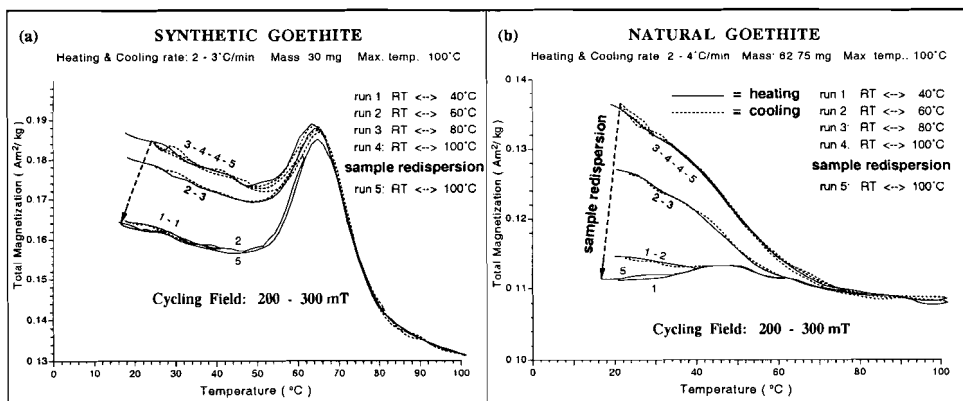 (a) SYNTHETIC GOETHITE
Heating & Cooling rate: 2 - 3°C/min Mass 30 mg Max. temp. 100°C
run 1 RT <--> 40°C
run 2 RT <--> 60°C
run 3 RT <--> 80°C
run 4: RT <--> 100°C
sample redispersion
run 5: RT <--> 100°C
3-4-4-5
2-3
1-1
2
5
Cycling Field: 200 - 300 mT
Total Magnetization ( Am²/kg )
0.19
0.18
0.17
0.16
0.15
0.14
0.13
0 10 20 30 40 50 60 70 80 90 100
Temperature ( °C)
(b) NATURAL GOETHITE
Heating & Cooling rate 2 - 4°C/min Mass: 62 75 mg Max temp.. 100°C
= heating
= cooling
run 1 RT <--> 40°C
run 2 RT <--> 60°C
run 3· RT <--> 80°C
run 4. RT <--> 100°C
sample redispersion
run 5· RT <--> 100°C
sample redispersion
3-4-4-5
2-3
1-2
5
1
Cycling Field: 200 - 300 mT
Total Magnetization ( Am²/kg )
0.14
0.13
0.12
0.11
0.10
0 20 40 60 80 100
Temperature ( °C)